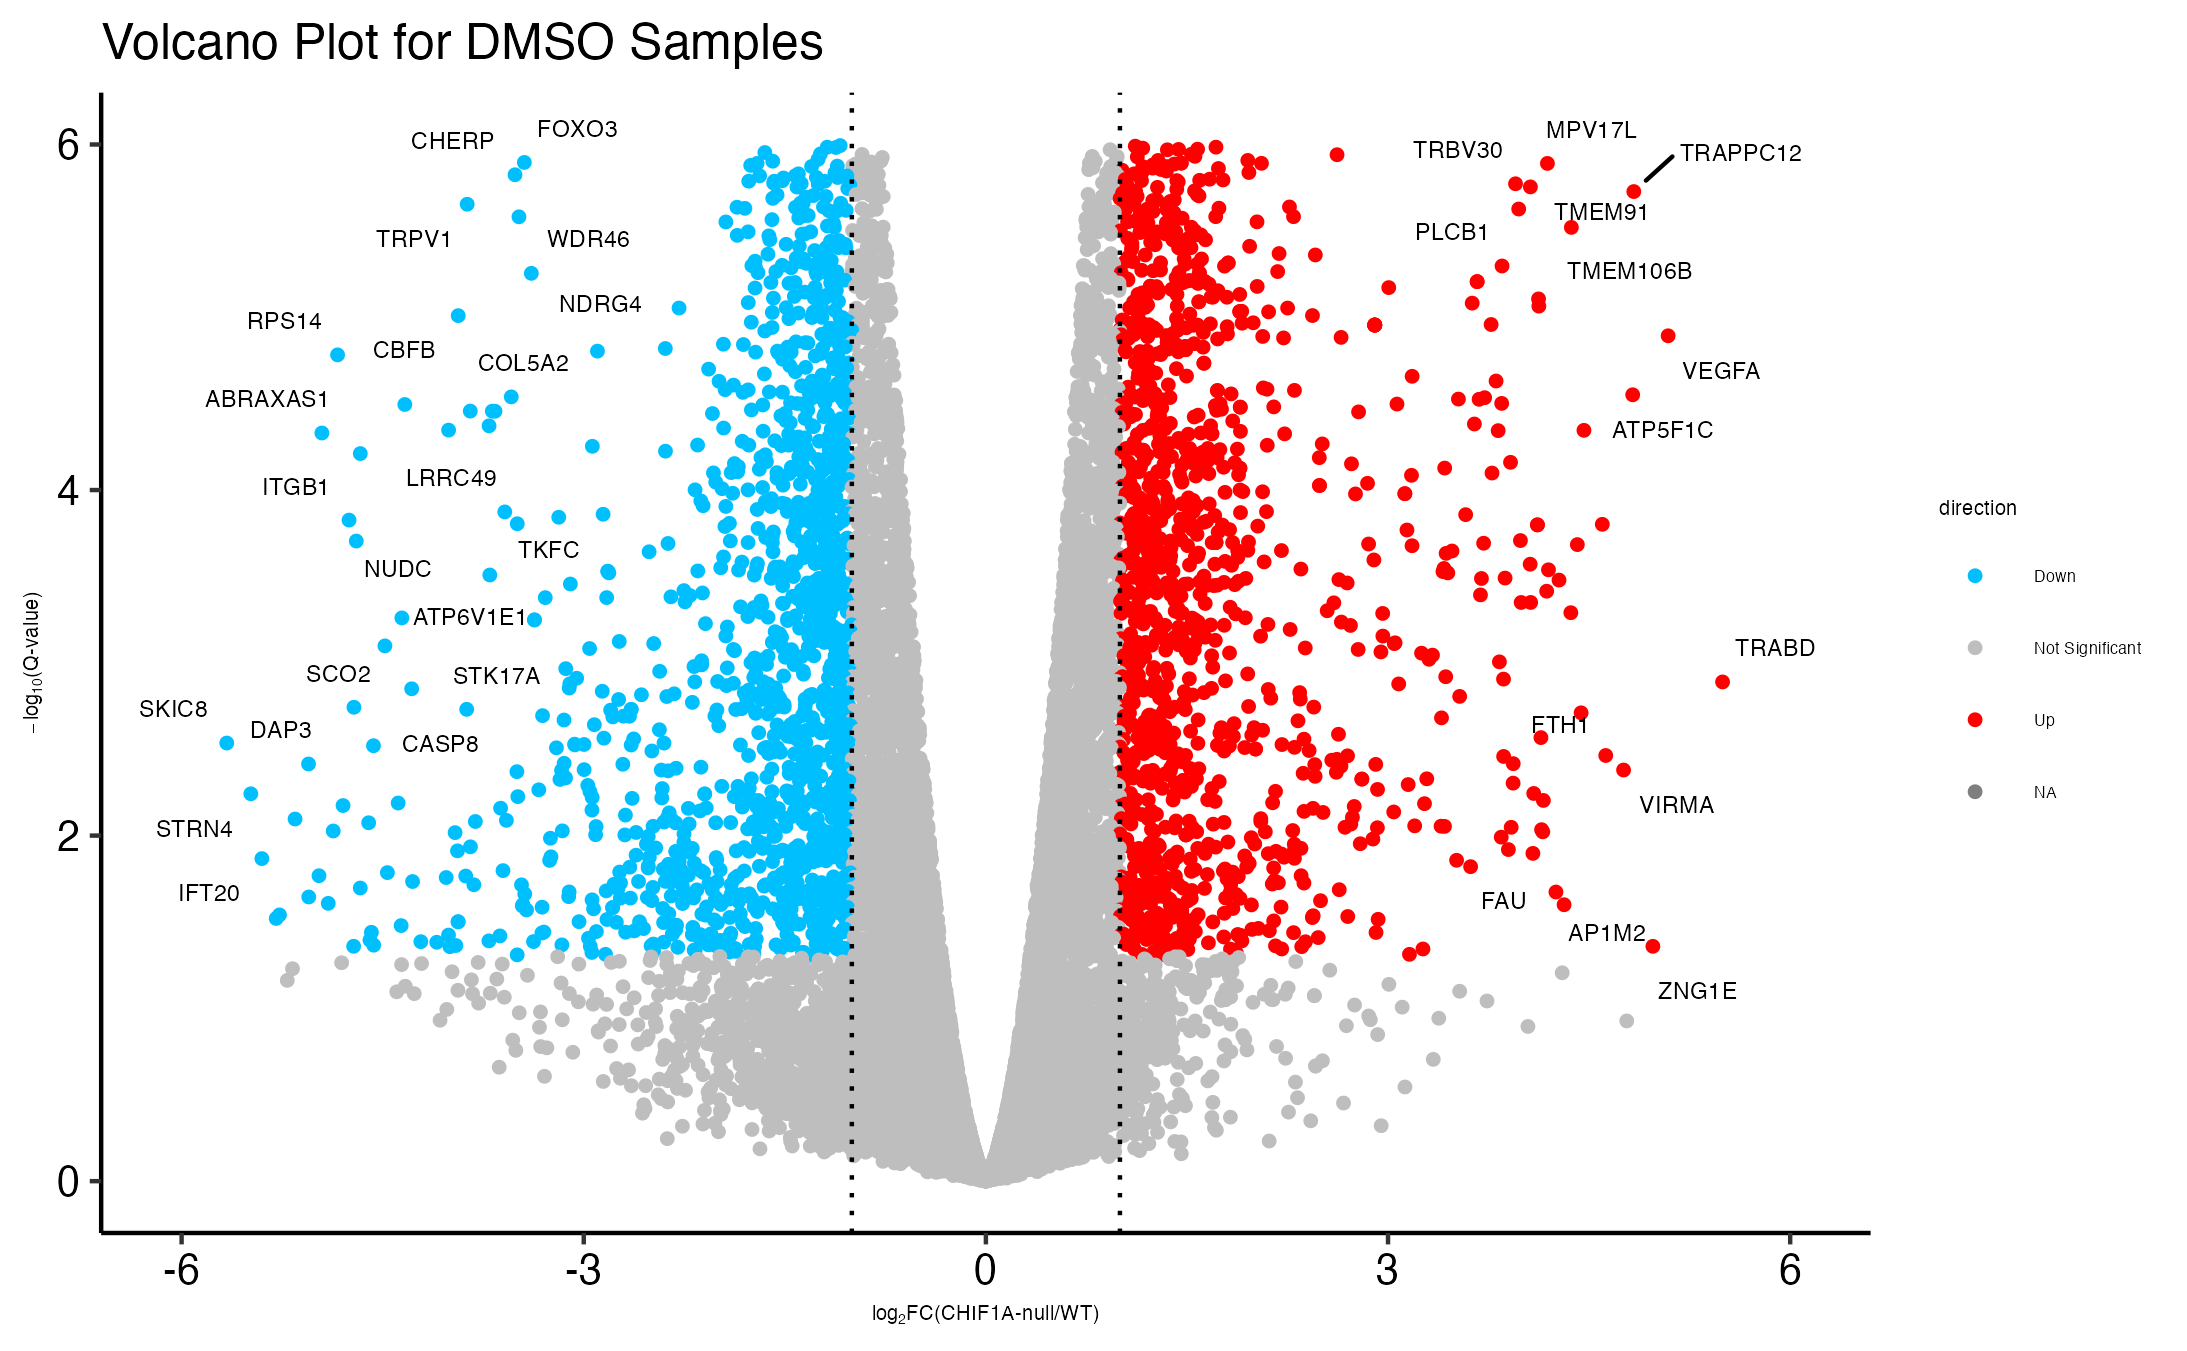 Volcano Plot for DMSO Samples
FOXO3
CHERP
MPV17L
TRBV30
TRAPPC12
TMEM91
PLCB1
TRPV1
WDR46
TMEM106B
NDRG4
RPS14
CBFB
COL5A2
VEGFA
ABRAXAS1
ATP5F1C
ITGB1
LRRC49
TKFC
NUDC
ATP6V1E1
TRABD
SCO2
STK17A
SKIC8
DAP3
CASP8
FTH1
STRN4
VIRMA
IFT20
FAU
AP1M2
ZNG1E
6
4
2
0
-6
-3
0
3
6
−log10(Q-value)
log2FC(CHIF1A-null/WT)
direction
Down
Not Significant
Up
NA